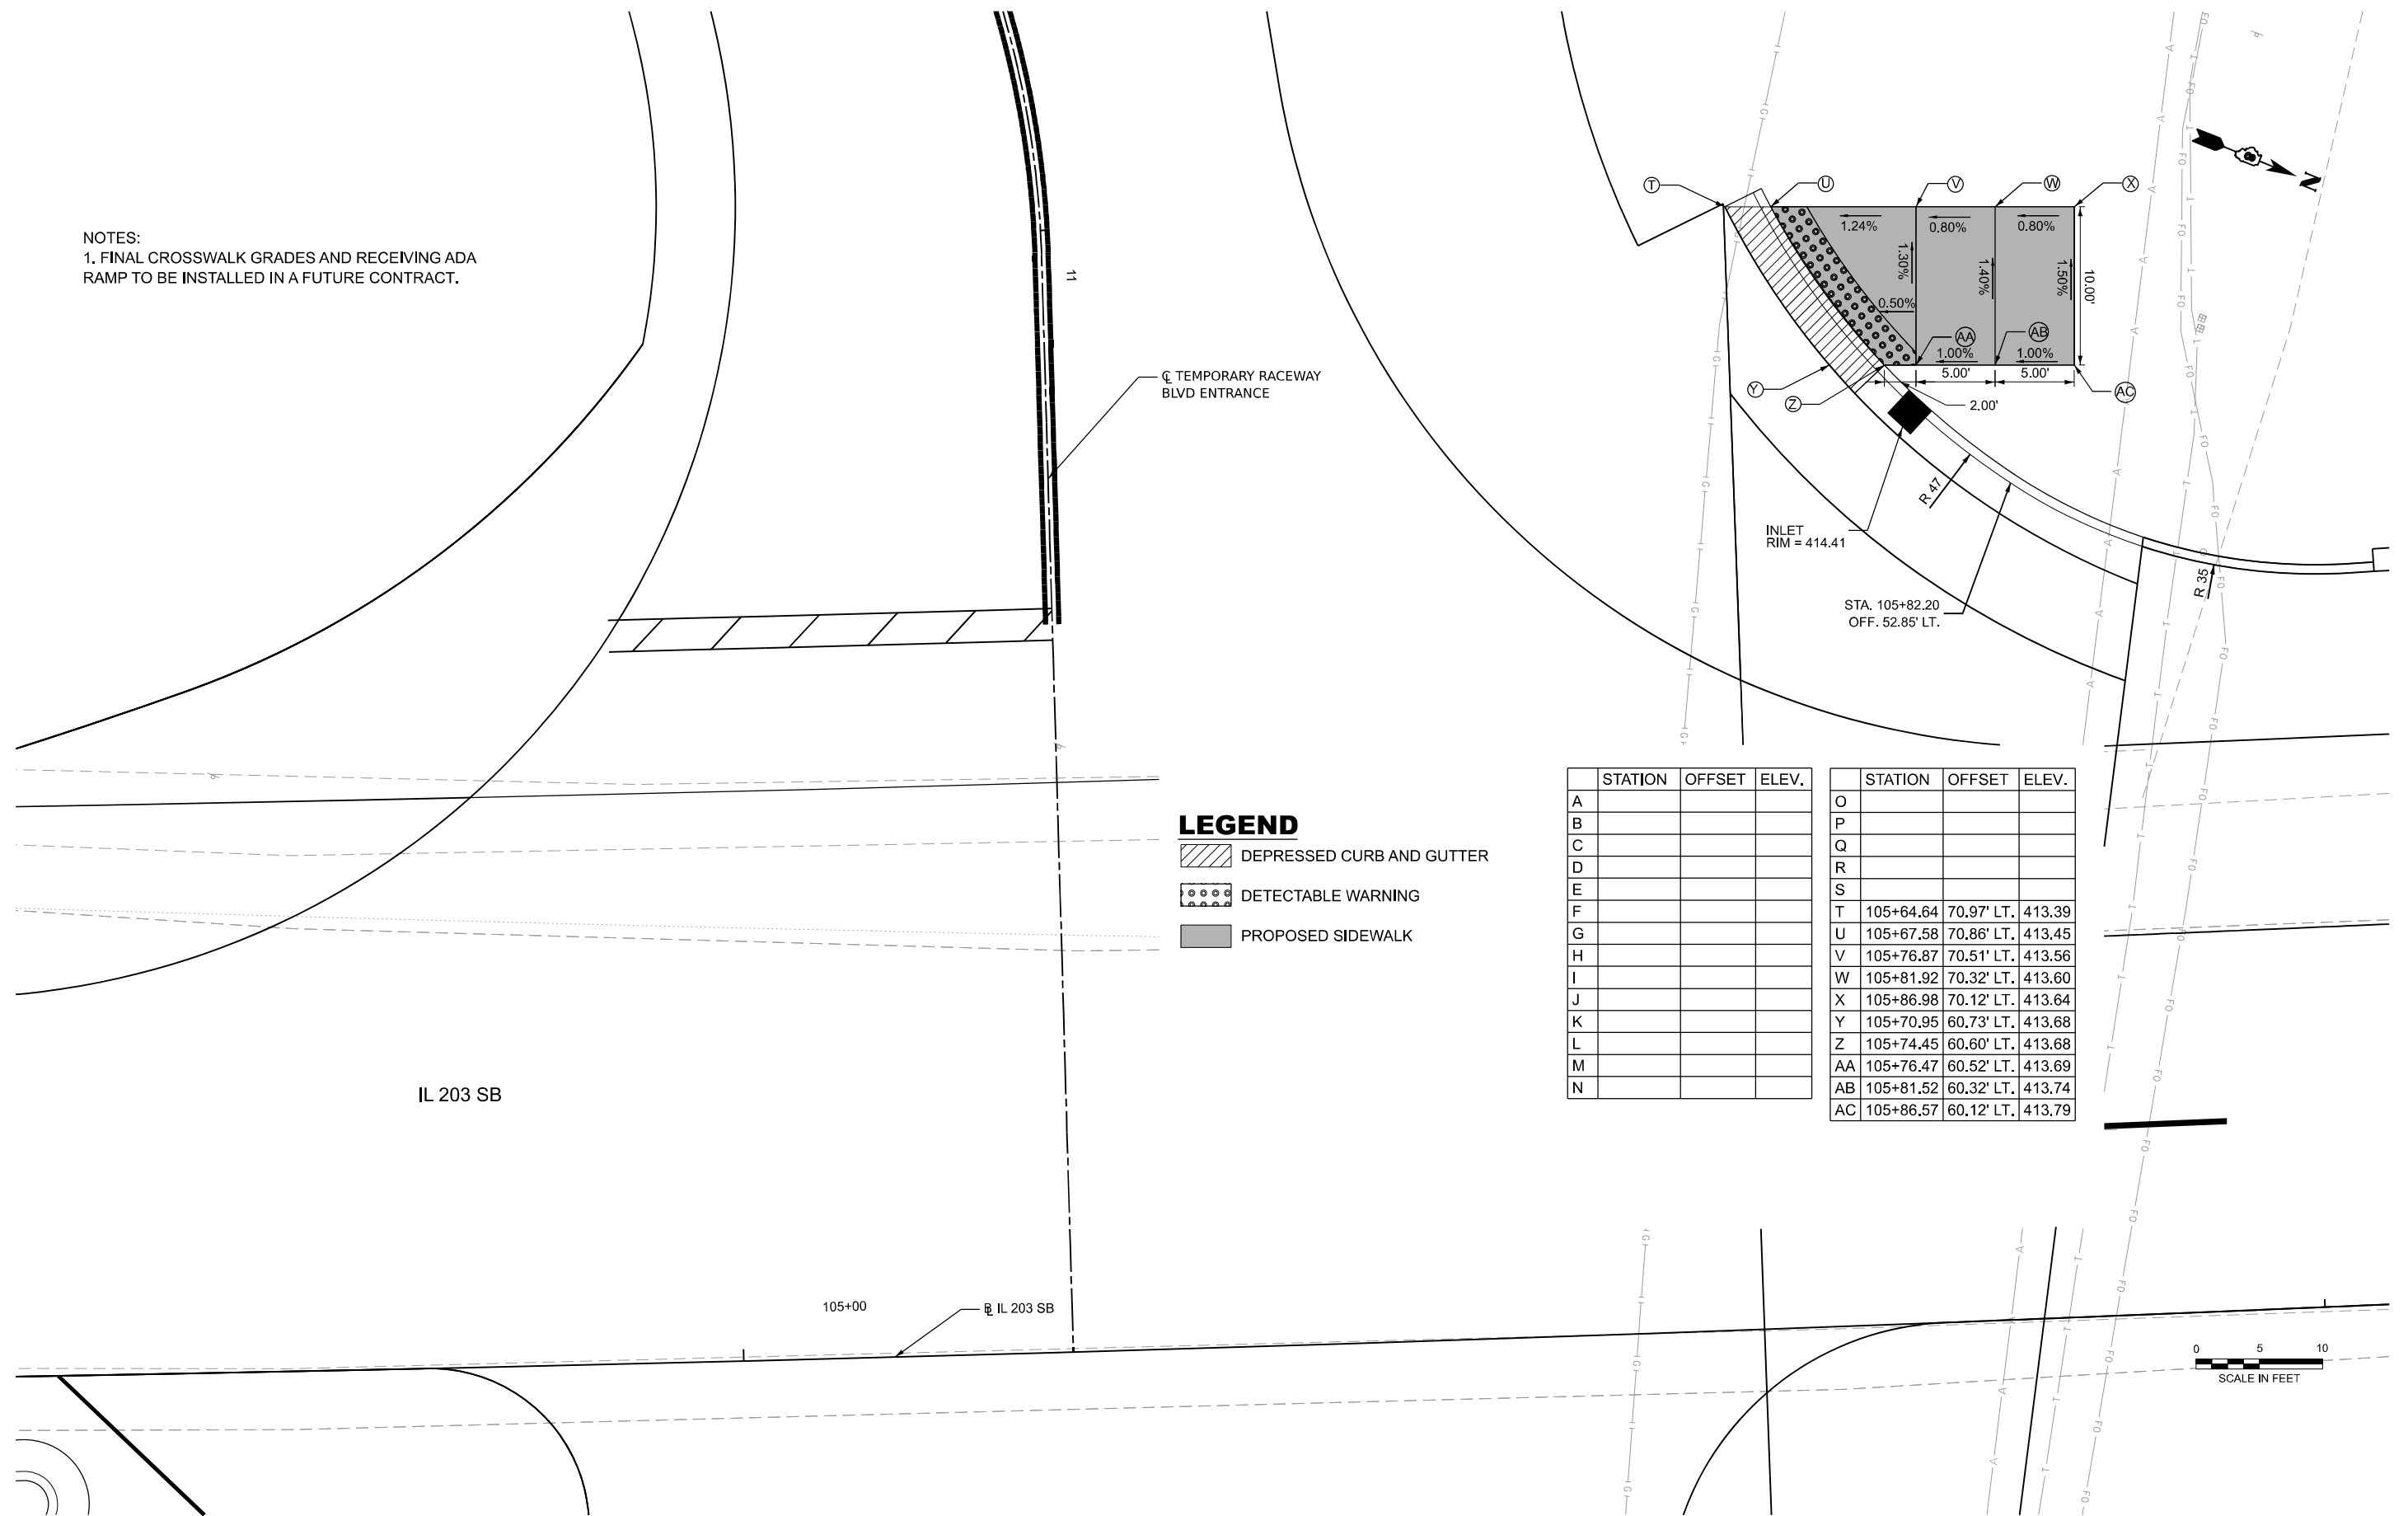 NOTES:
1. FINAL CROSSWALK GRADES AND RECEIVING ADA
RAMP TO BE INSTALLED IN A FUTURE CONTRACT.
11
℄ TEMPORARY RACEWAY
BLVD ENTRANCE
N
T
U
V
W
X
1.24%
0.80%
0.80%
1.30%
1.40%
1.50%
10.00'
0.50%
AA
AB
1.00%
1.00%
5.00'
5.00'
Y
Z
AC
2.00'
R 47
INLET
RIM = 414.41
R 35
STA. 105+82.20
OFF. 52.85' LT.
LEGEND
DEPRESSED CURB AND GUTTER
DETECTABLE WARNING
PROPOSED SIDEWALK
STATION OFFSET ELEV.
A
B
C
D
E
F
G
H
I
J
K
L
M
N
STATION OFFSET ELEV.
O
P
Q
R
S
T 105+64.64 70.97' LT. 413.39
U 105+67.58 70.86' LT. 413.45
V 105+76.87 70.51' LT. 413.56
W 105+81.92 70.32' LT. 413.60
X 105+86.98 70.12' LT. 413.64
Y 105+70.95 60.73' LT. 413.68
Z 105+74.45 60.60' LT. 413.68
AA 105+76.47 60.52' LT. 413.69
AB 105+81.52 60.32' LT. 413.74
AC 105+86.57 60.12' LT. 413.79
IL 203 SB
105+00
BL IL 203 SB
0 5 10
SCALE IN FEET